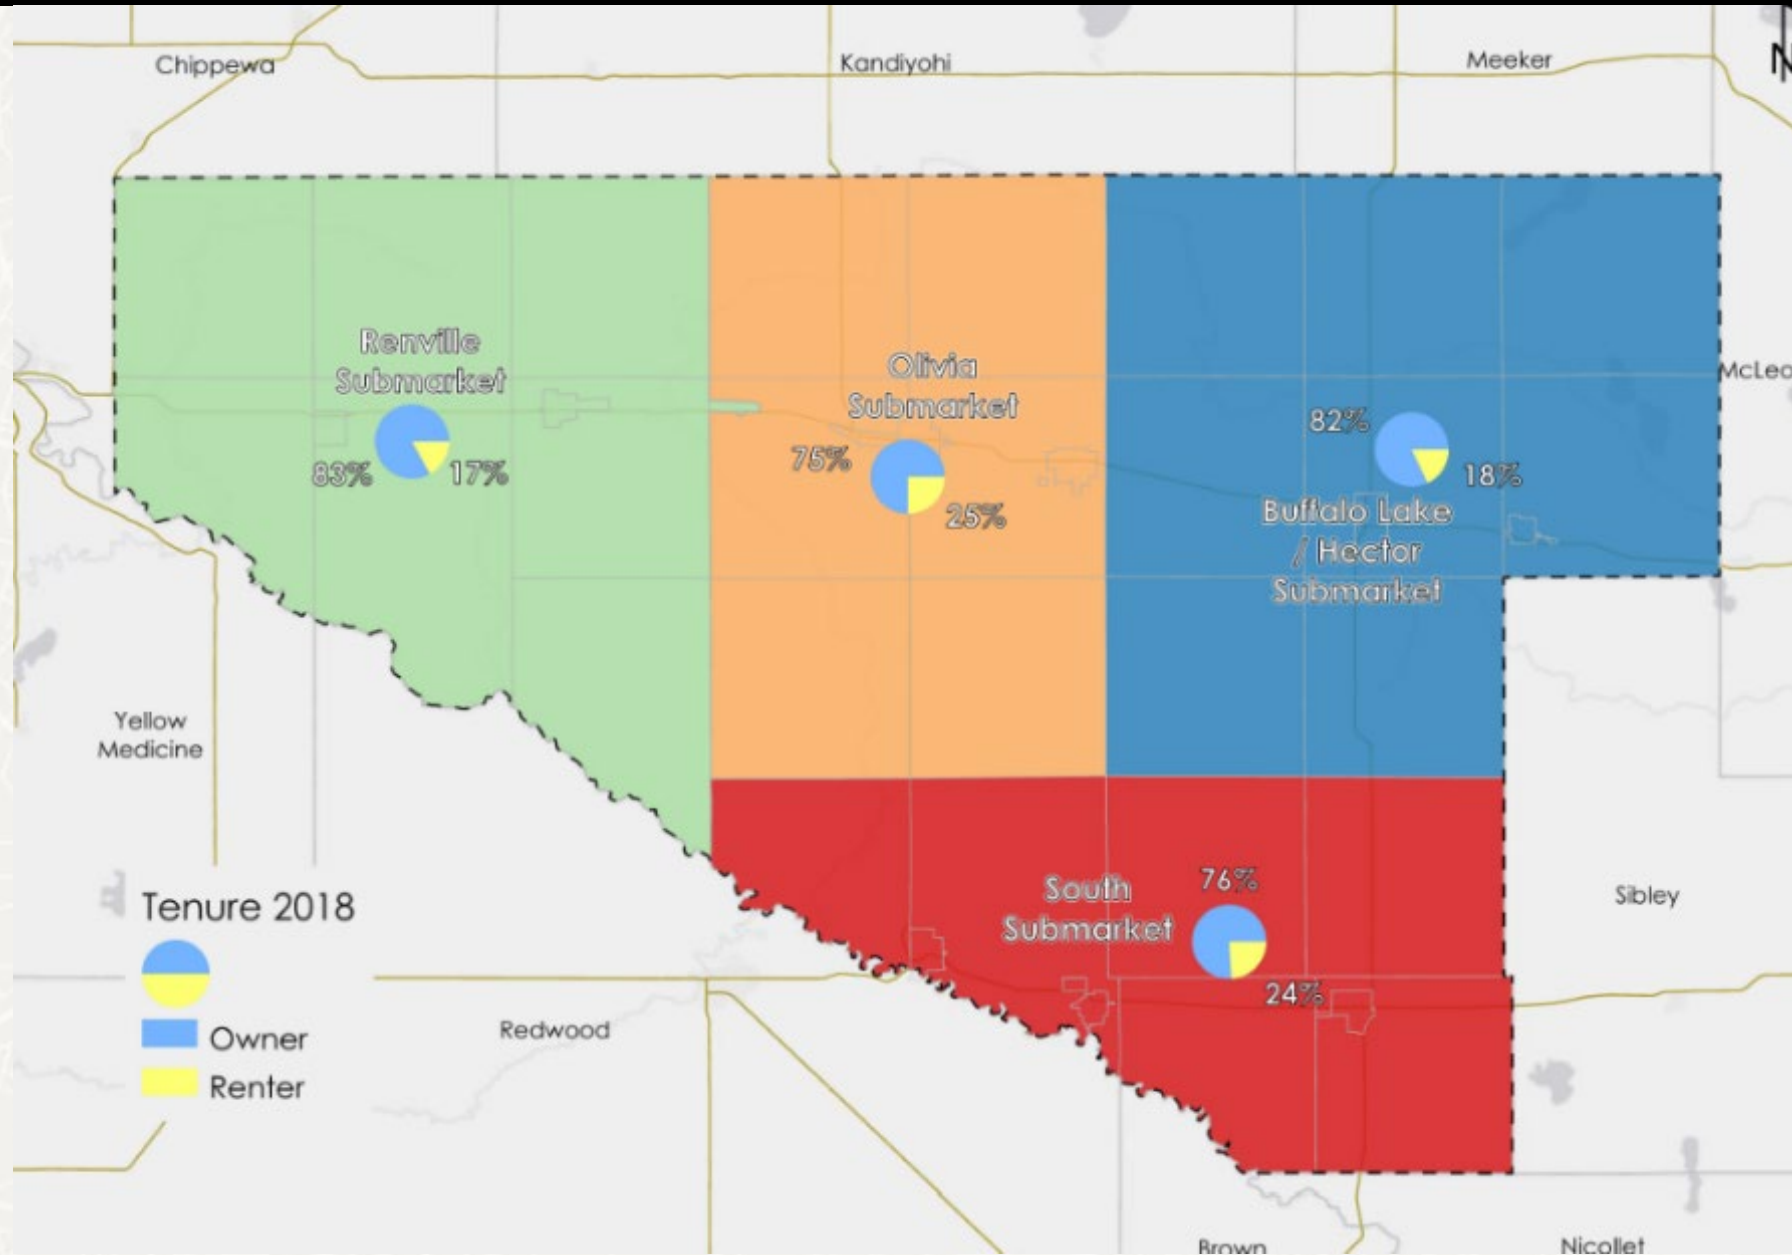 Chippewa
Kandiyohi
Meeker
N
Renville
Submarket
83%
17%
Olivia
Submarket
75%
25%
82%
18%
Buffalo Lake
/ Hector
Submarket
McLeo
Yellow
Medicine
South
Submarket
76%
24%
Sibley
Tenure 2018
Owner
Renter
Redwood
Brown
Nicollet